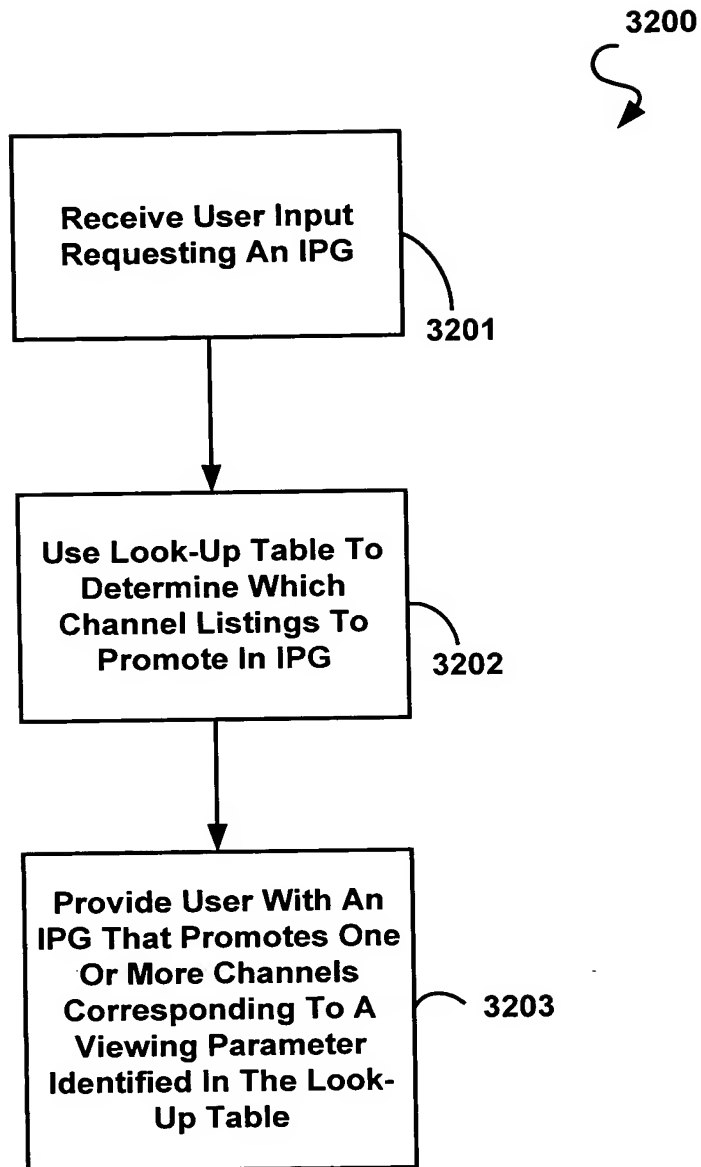 3200
Receive User Input
Requesting An IPG
3201
Use Look-Up Table To
Determine Which
Channel Listings To
Promote In IPG
3202
Provide User With An
IPG That Promotes One
Or More Channels
Corresponding To A
Viewing Parameter
Identified In The Look-
Up Table
3203